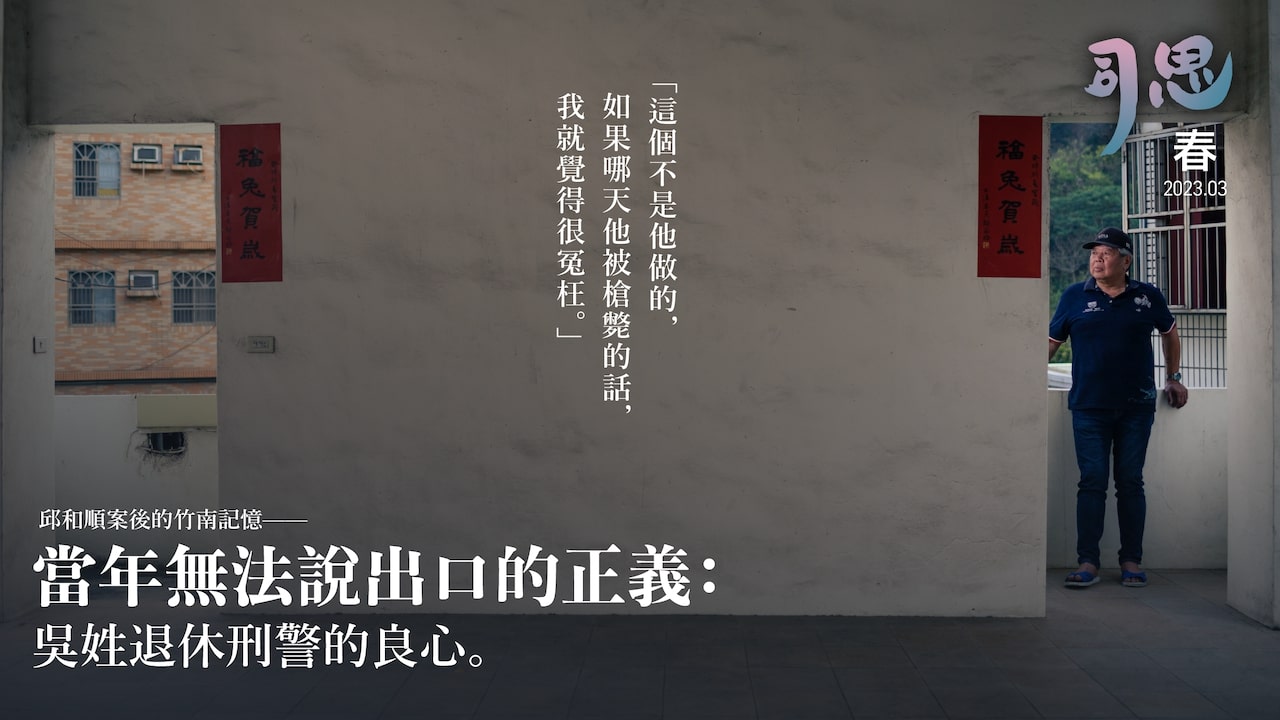 司思
春
2023.03
「這個不是他做的，
如果哪天他被槍斃的話，
我就覺得很冤枉。」
福兔賀歲
福兔賀歲
邱和順案後的竹南記憶——
當年無法說出口的正義：
吳姓退休刑警的良心。